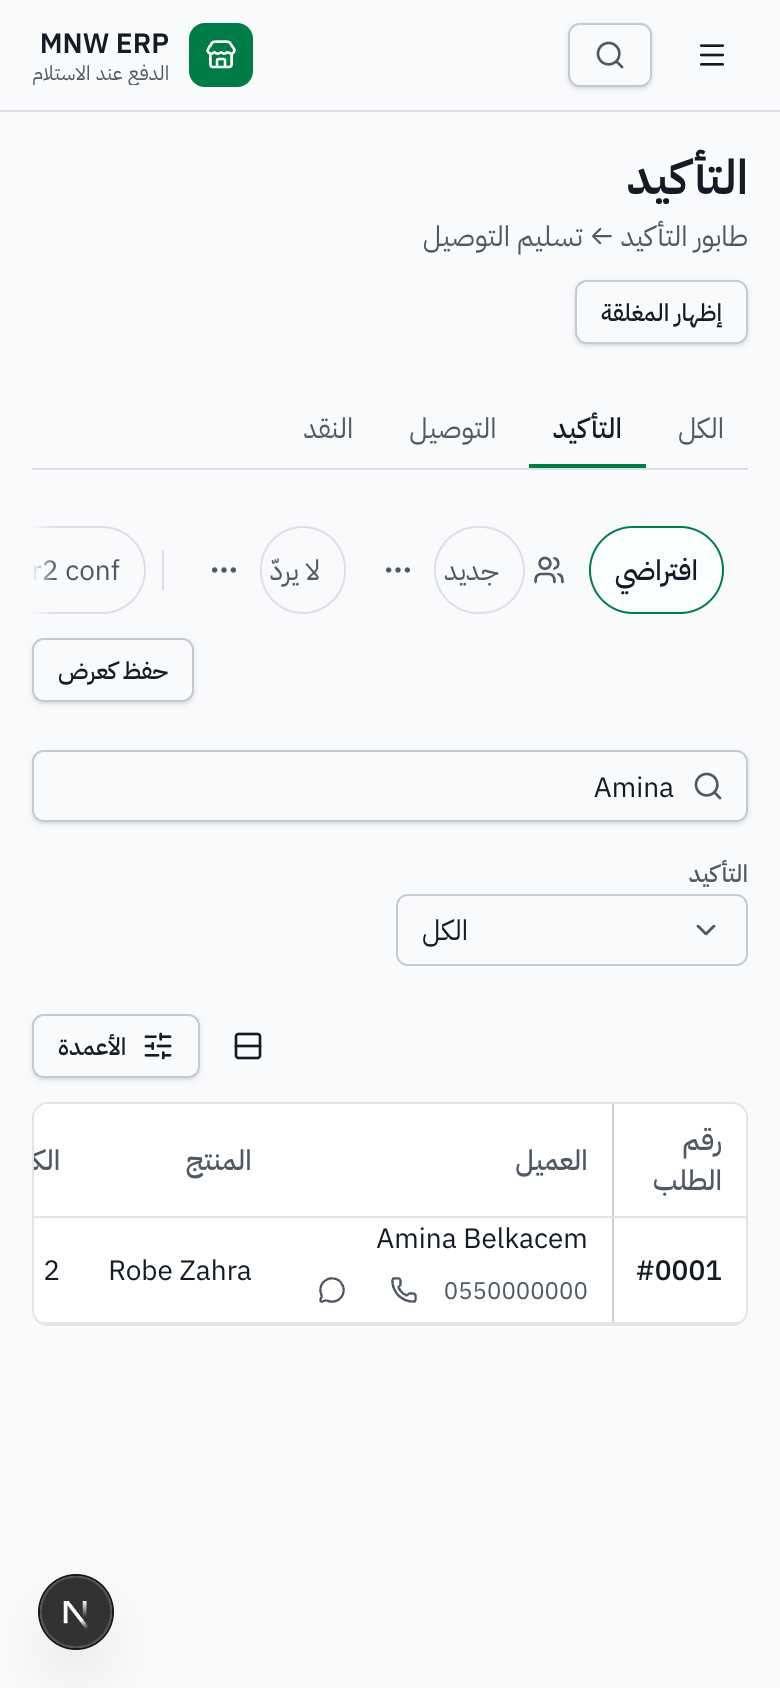 MNW ERP
الدفع عند الاستلام
التأكيد
طابور التأكيد ← تسليم التوصيل
إظهار المغلقة
الكل
التأكيد
التوصيل
النقد
افتراضي
جديد
لا يردّ
r2 conf
حفظ كعرض
Amina
التأكيد
الكل
الأعمدة
رقم الطلب
العميل
المنتج
#0001
Amina Belkacem
0550000000
Robe Zahra
2
N